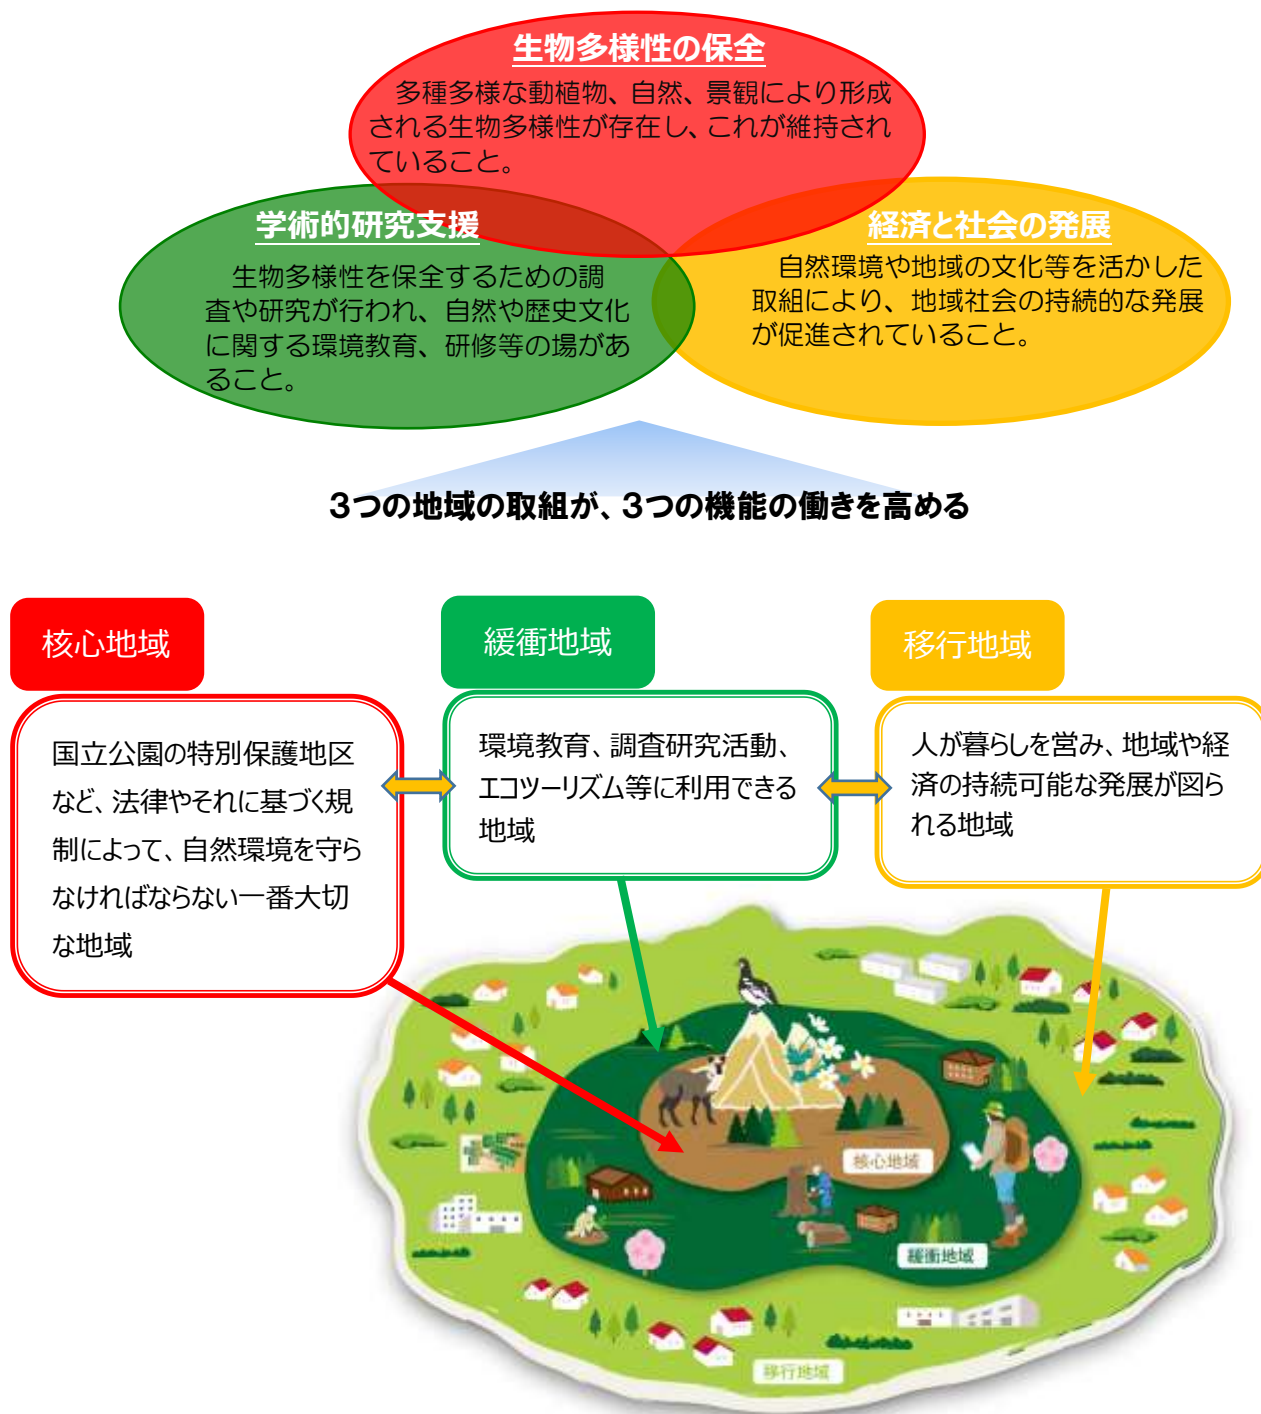 生物多様性の保全
多種多様な動植物、自然、景観により形成
される生物多様性が存在し、これが維持され
ていること。
学術的研究支援
生物多様性を保全するための調
査や研究が行われ、自然や歴史文化
に関する環境教育、研修等の場があ
ること。
経済と社会の発展
自然環境や地域の文化等を活かした
取組により、地域社会の持続的な発展
が促進されていること。
3つの地域の取組が、3つの機能の働きを高める
核心地域
国立公園の特別保護地区
など、法律やそれに基づく規
制によって、自然環境を守ら
なければならない一番大切
な地域
緩衝地域
環境教育、調査研究活動、
エコツーリズム等に利用できる
地域
移行地域
人が暮らしを営み、地域や経
済の持続可能な発展が図ら
れる地域
核心地域
緩衝地域
移行地域